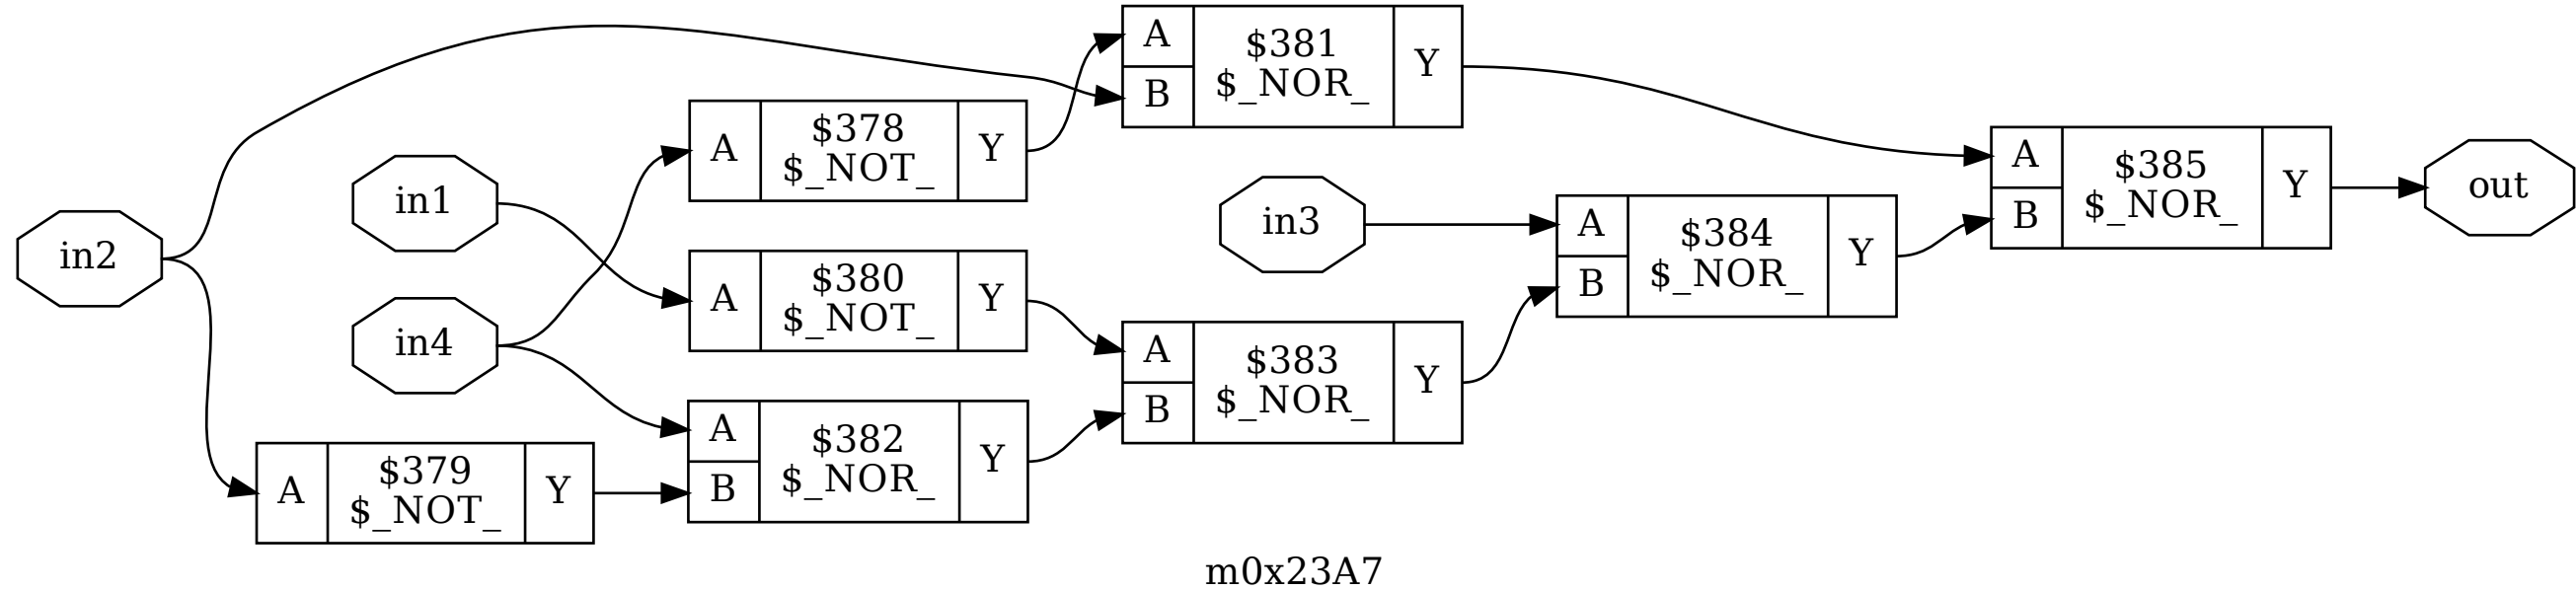 in2
in1
in4
A
$379
$_NOT_
Y
A
$378
$_NOT_
Y
A
$380
$_NOT_
Y
A
B
$382
$_NOR_
Y
A
B
$381
$_NOR_
Y
in3
A
B
$383
$_NOR_
Y
A
B
$384
$_NOR_
Y
A
B
$385
$_NOR_
Y
out
m0x23A7